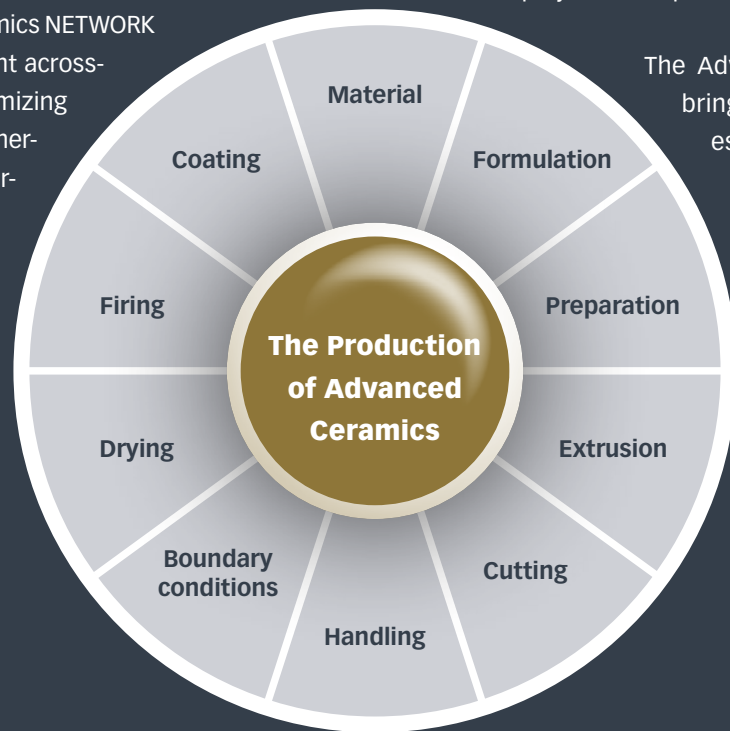 mics NETWORK
nt across-
mizing
ner-
r-
The Adv
bring
es
Material
Formulation
Preparation
Extrusion
Cutting
Handling
Boundary
conditions
Drying
Firing
Coating
The Production
of Advanced
Ceramics